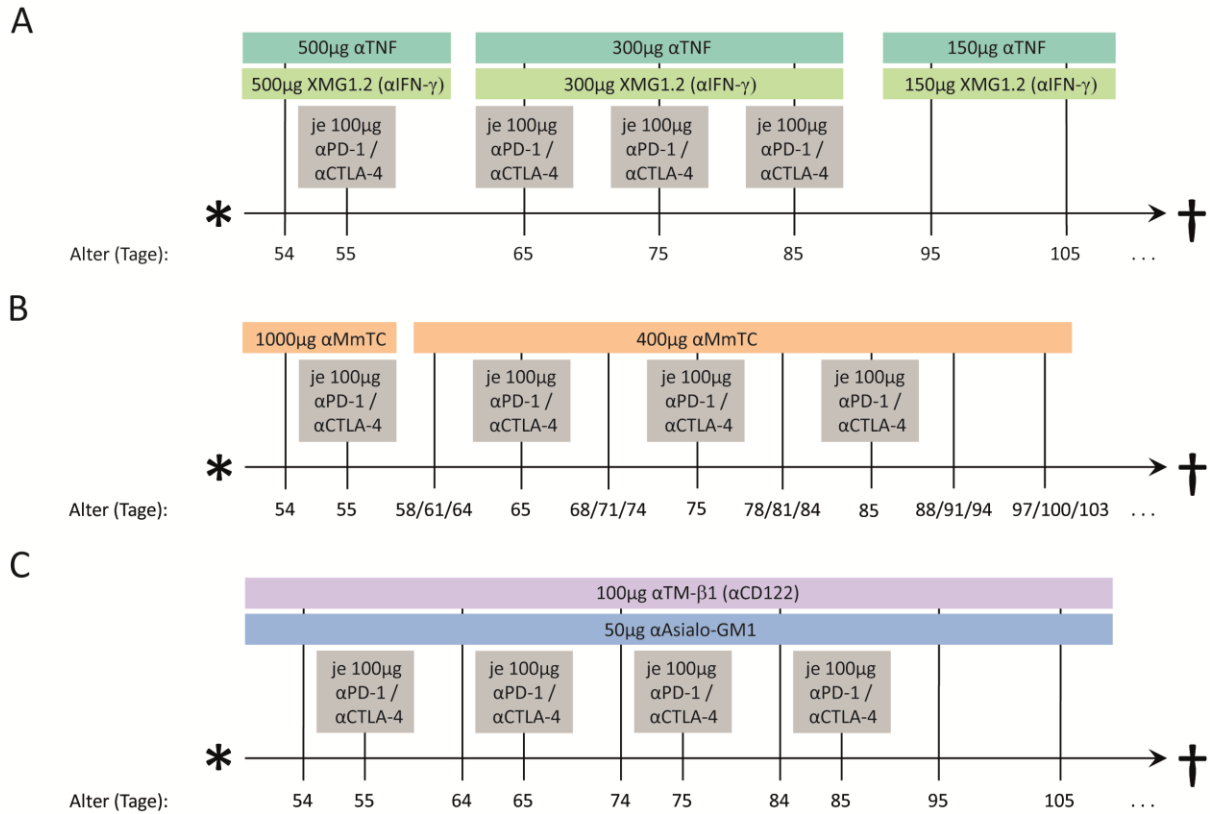 A
500µg αTNF 300µg αTNF 150µg αTNF
500µg XMG1.2 (αIFN-γ) 300µg XMG1.2 (αIFN-γ) 150µg XMG1.2 (αIFN-γ)
je 100µg je 100µg je 100µg je 100µg
αPD-1 / αPD-1 / αPD-1 / αPD-1 /
αCTLA-4 αCTLA-4 αCTLA-4 αCTLA-4
* †
Alter (Tage): 54 55 65 75 85 95 105 ...
B
1000µg αMmTC 400µg αMmTC
je 100µg je 100µg je 100µg je 100µg
αPD-1 / αPD-1 / αPD-1 / αPD-1 /
αCTLA-4 αCTLA-4 αCTLA-4 αCTLA-4
* †
Alter (Tage): 54 55 58/61/64 65 68/71/74 75 78/81/84 85 88/91/94 97/100/103 ...
C
100µg αTM-β1 (αCD122)
50µg αAsialo-GM1
je 100µg je 100µg je 100µg je 100µg
αPD-1 / αPD-1 / αPD-1 / αPD-1 /
αCTLA-4 αCTLA-4 αCTLA-4 αCTLA-4
* †
Alter (Tage): 54 55 64 65 74 75 84 85 95 105 ...